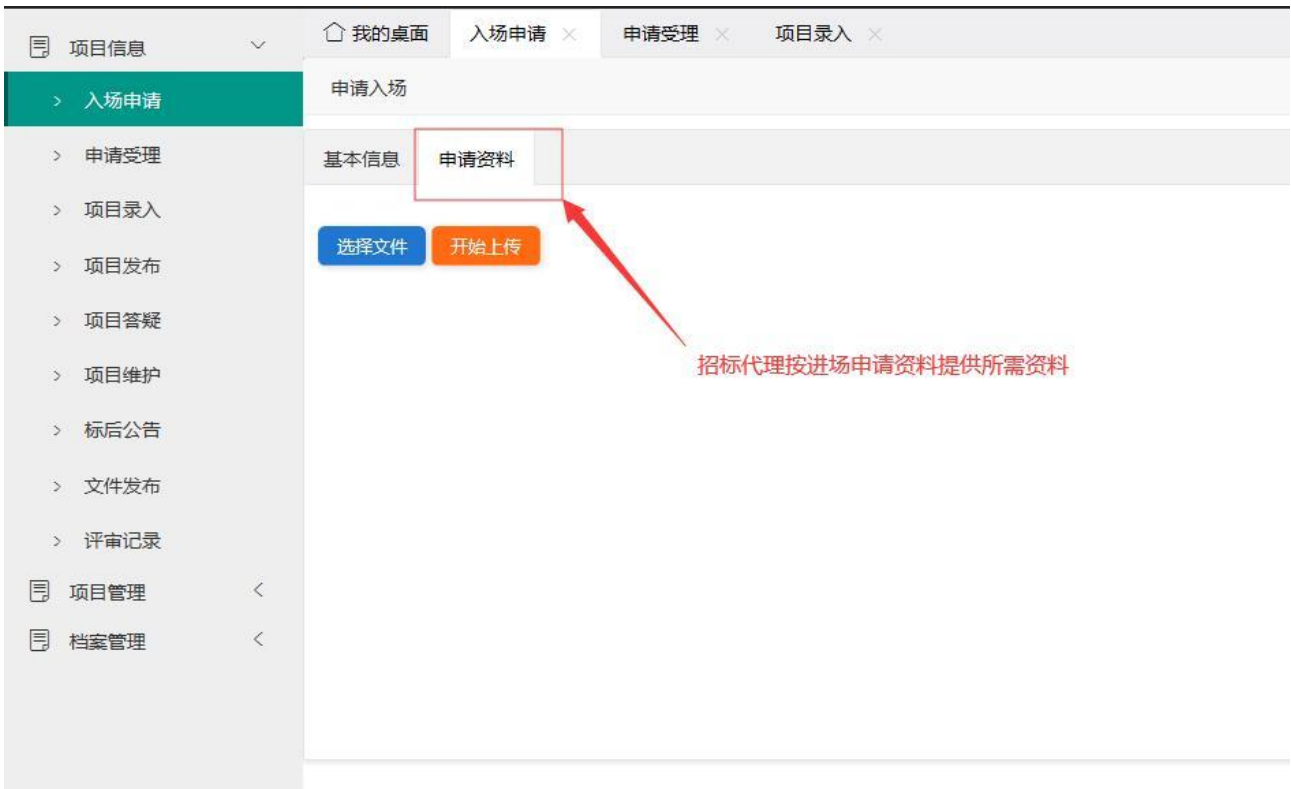 项目信息
入场申请
申请受理
项目录入
项目发布
项目答疑
项目维护
标后公告
文件发布
评审记录
项目管理
档案管理
我的桌面 入场申请 申请受理 项目录入
申请入场
基本信息 申请资料
选择文件 开始上传
招标代理按进场申请资料提供所需资料